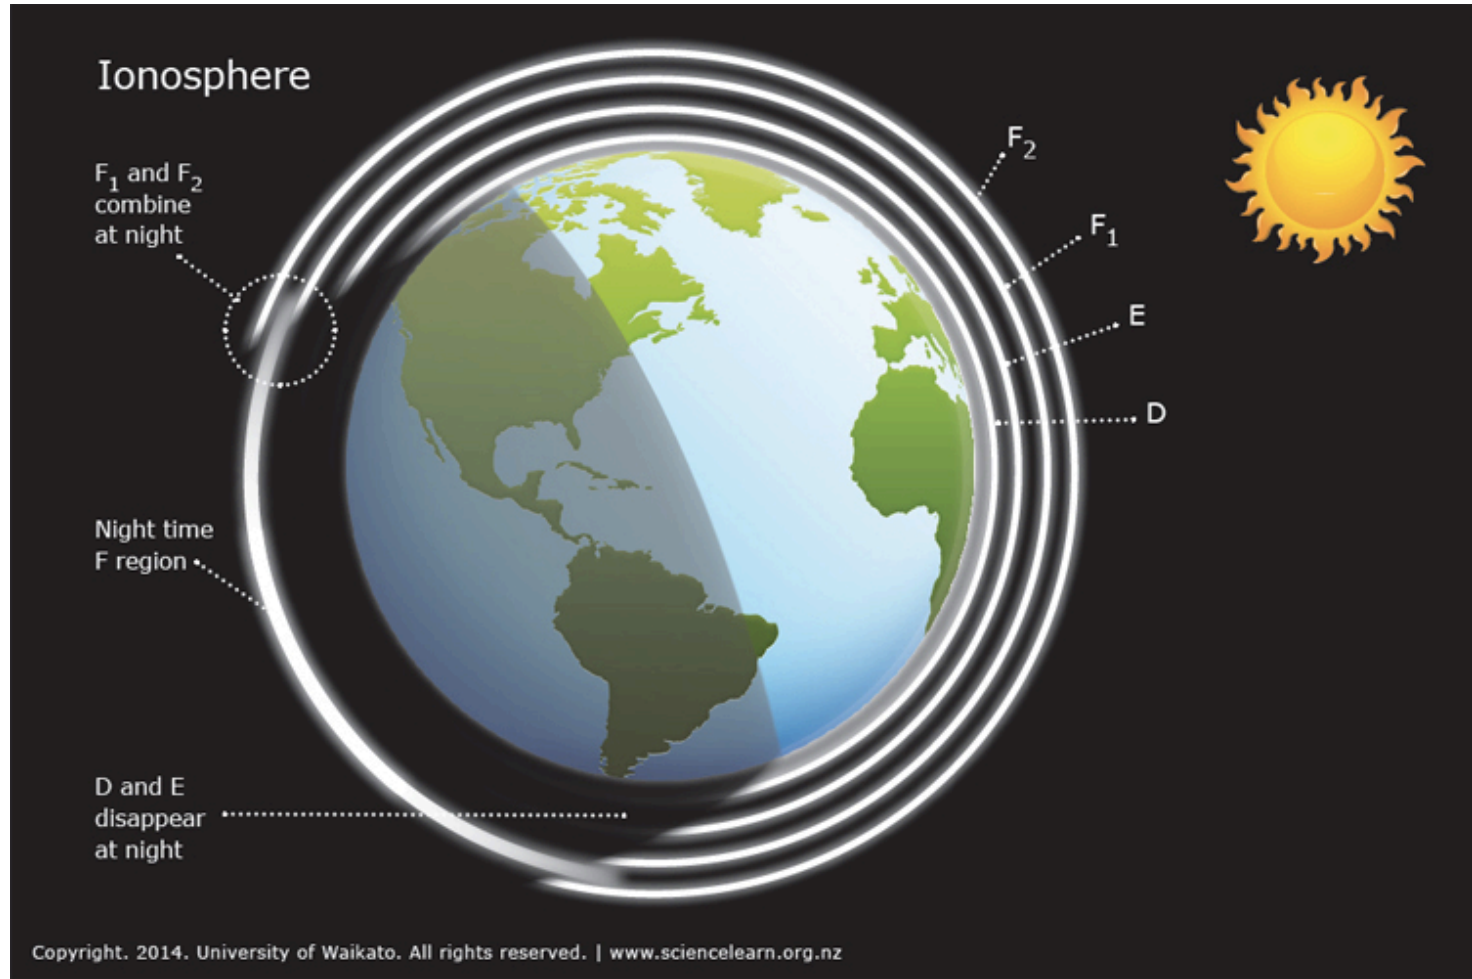 Ionosphere
F₁ and F₂
combine
at night
F₂
F₁
E
D
Night time
F region
D and E
disappear
at night
Copyright. 2014. University of Waikato. All rights reserved. | www.sciencelearn.org.nz